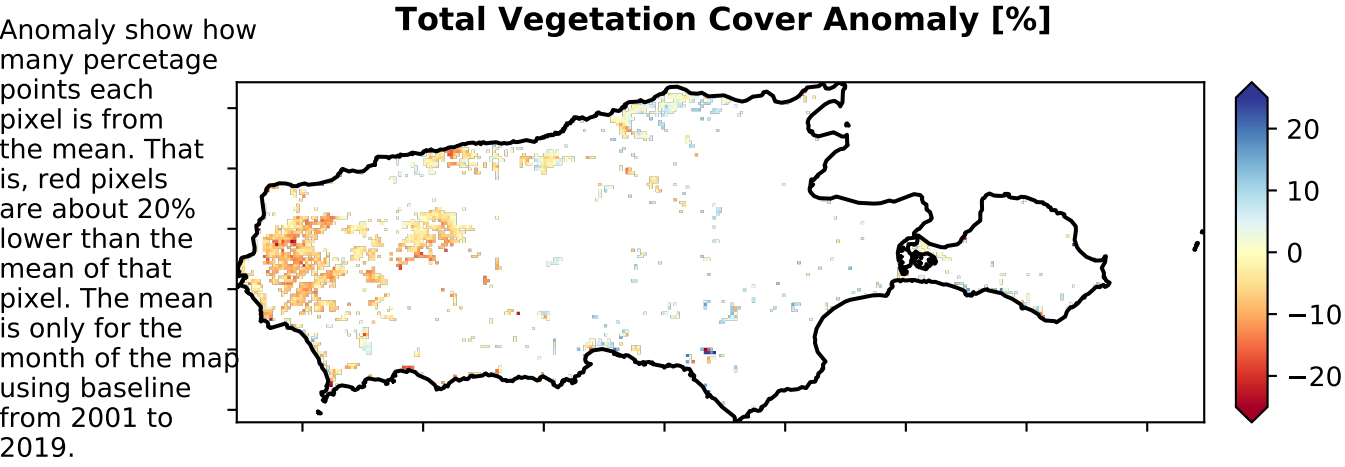 Total Vegetation Cover Anomaly [%]
Anomaly show how
many percetage
points each
pixel is from
the mean. That
is, red pixels
are about 20%
lower than the
mean of that
pixel. The mean
is only for the
month of the map
using baseline
from 2001 to
2019.
20
10
0
−10
−20